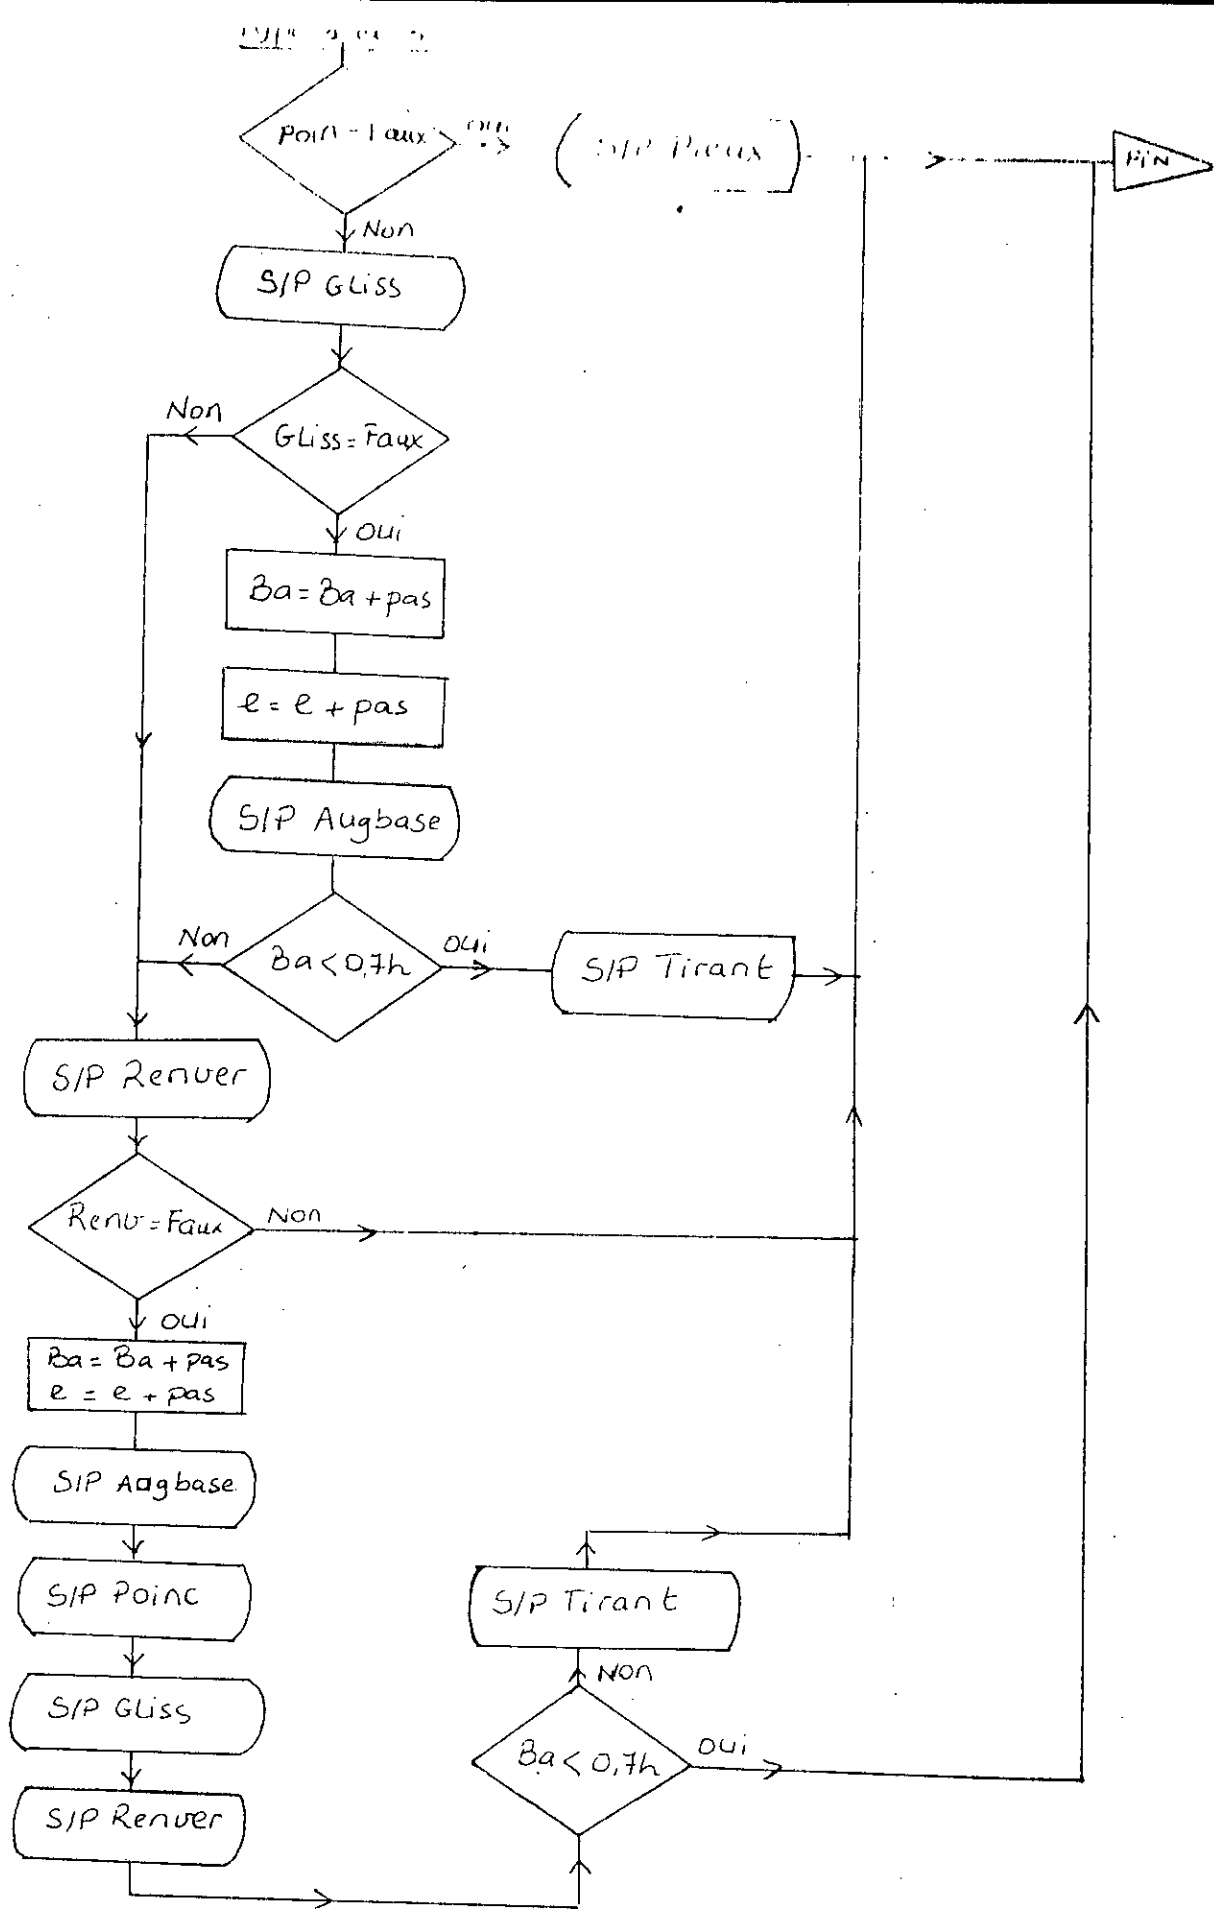 Poin=Faux
oui
S/P Pieux
FiN
Non
S/P GLiss
Non
GLiss=Faux
oui
Ba=Ba+pas
e=e+pas
S/P Augbase
Non
Ba<0,7h
oui
S/P Tirant
S/P Renver
Renv=Faux
Non
oui
Ba=Ba+pas
e=e+pas
S/P Augbase
S/P Poinc
S/P Tirant
Non
S/P GLiss
Ba<0,7h
oui
S/P Renver